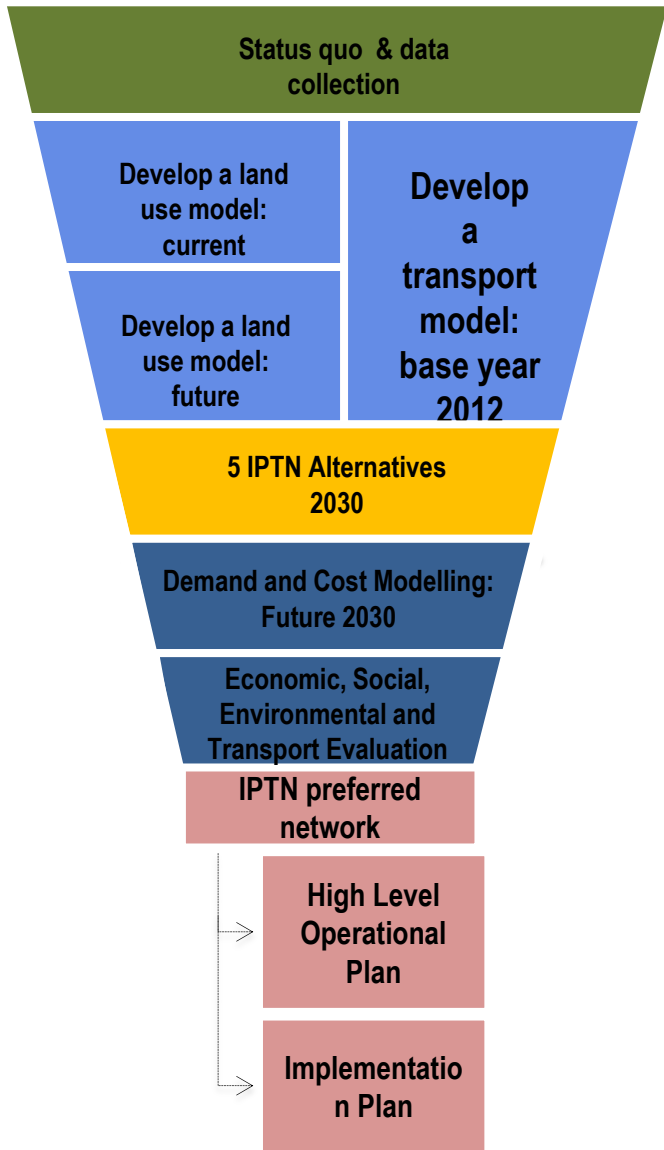 Status quo & data
collection
Develop a land
use model:
current
Develop a land
use model:
future
Develop
a
transport
model:
base year
2012
5 IPTN Alternatives
2030
Demand and Cost Modelling:
Future 2030
Economic, Social,
Environmental and
Transport Evaluation
IPTN preferred
network
High Level
Operational
Plan
Implementatio
n Plan